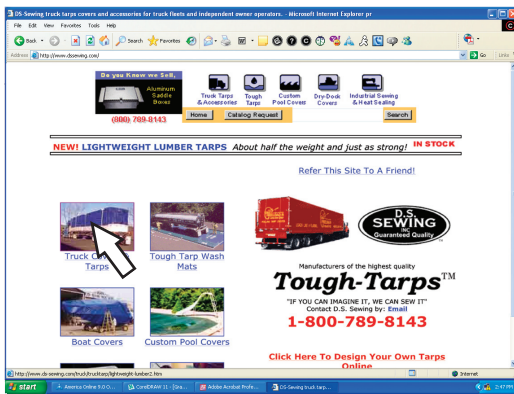 DS-Sewing truck tarps covers and accessories for truck fleets and independent owner operators. - Microsoft Internet Explorer pr
File Edit View Favorites Tools Help
Back Search Favorites
Address http://www.dssewing.com/ Go Links
Do you Know we Sell,
Aluminum
Saddle
Boxes
(800) 789-8143
Truck Tarps
& Accessories
Tough
Tarps
Custom
Pool Covers
Dry-Dock
Covers
Industrial Sewing
& Heat Sealing
Home Catalog Request Search
NEW! LIGHTWEIGHT LUMBER TARPS About half the weight and just as strong! IN STOCK
Refer This Site To A Friend!
Truck
Tarps
Tough Tarp Wash
Mats
D.S.
SEWING
INC
Guaranteed Quality
Manufacturers of the highest quality
Tough-Tarps™
"IF YOU CAN IMAGINE IT, WE CAN SEW IT"
Contact D.S. Sewing by: Email
1-800-789-8143
Boat Covers
Custom Pool Covers
Click Here To Design Your Own Tarps
Online
http://www.ds-sewing.com/truck/trucktarp/lightweight-lumber2.htm Internet
start America Online 9.0 O... CorelDRAW 11 - [Gra... Adobe Acrobat Profe... DS-Sewing truck tarp... 2:47 PM